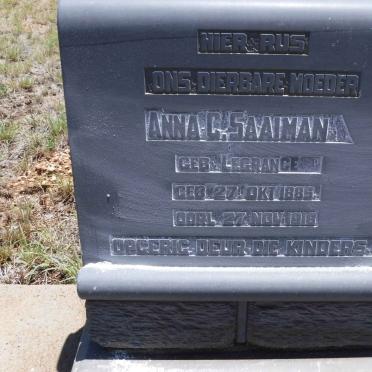 HIER RUS
ONS DIERBARE MOEDER
ANNA C. SAAIMAN
GEB. LEGRANGE
GEB 27 OKT 1885.
OORL 27 NOV. 1918
OPGERIG DEUR DIE KINDERS